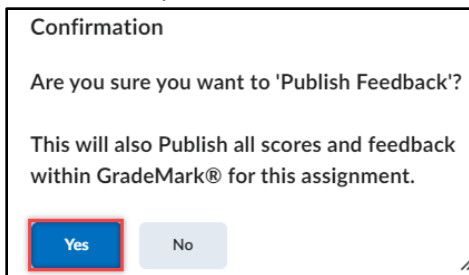 Confirmation
Are you sure you want to 'Publish Feedback'?
This will also Publish all scores and feedback
within GradeMark® for this assignment.
Yes
No